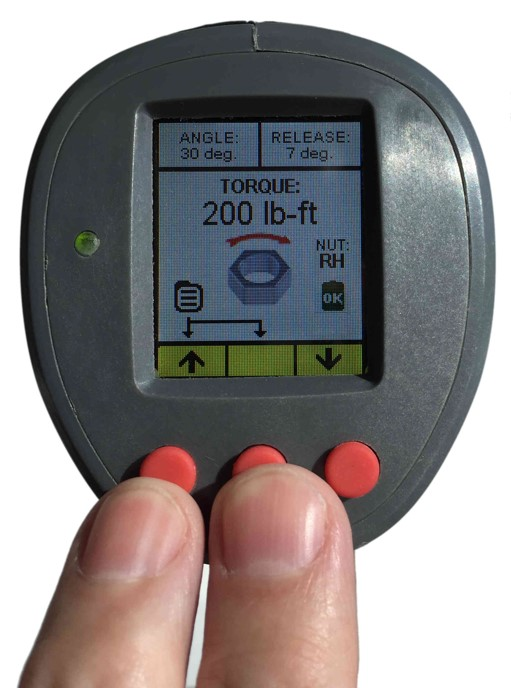 ANGLE:
30 deg.
RELEASE:
7 deg.
TORQUE:
200 lb-ft
NUT:
RH
OK